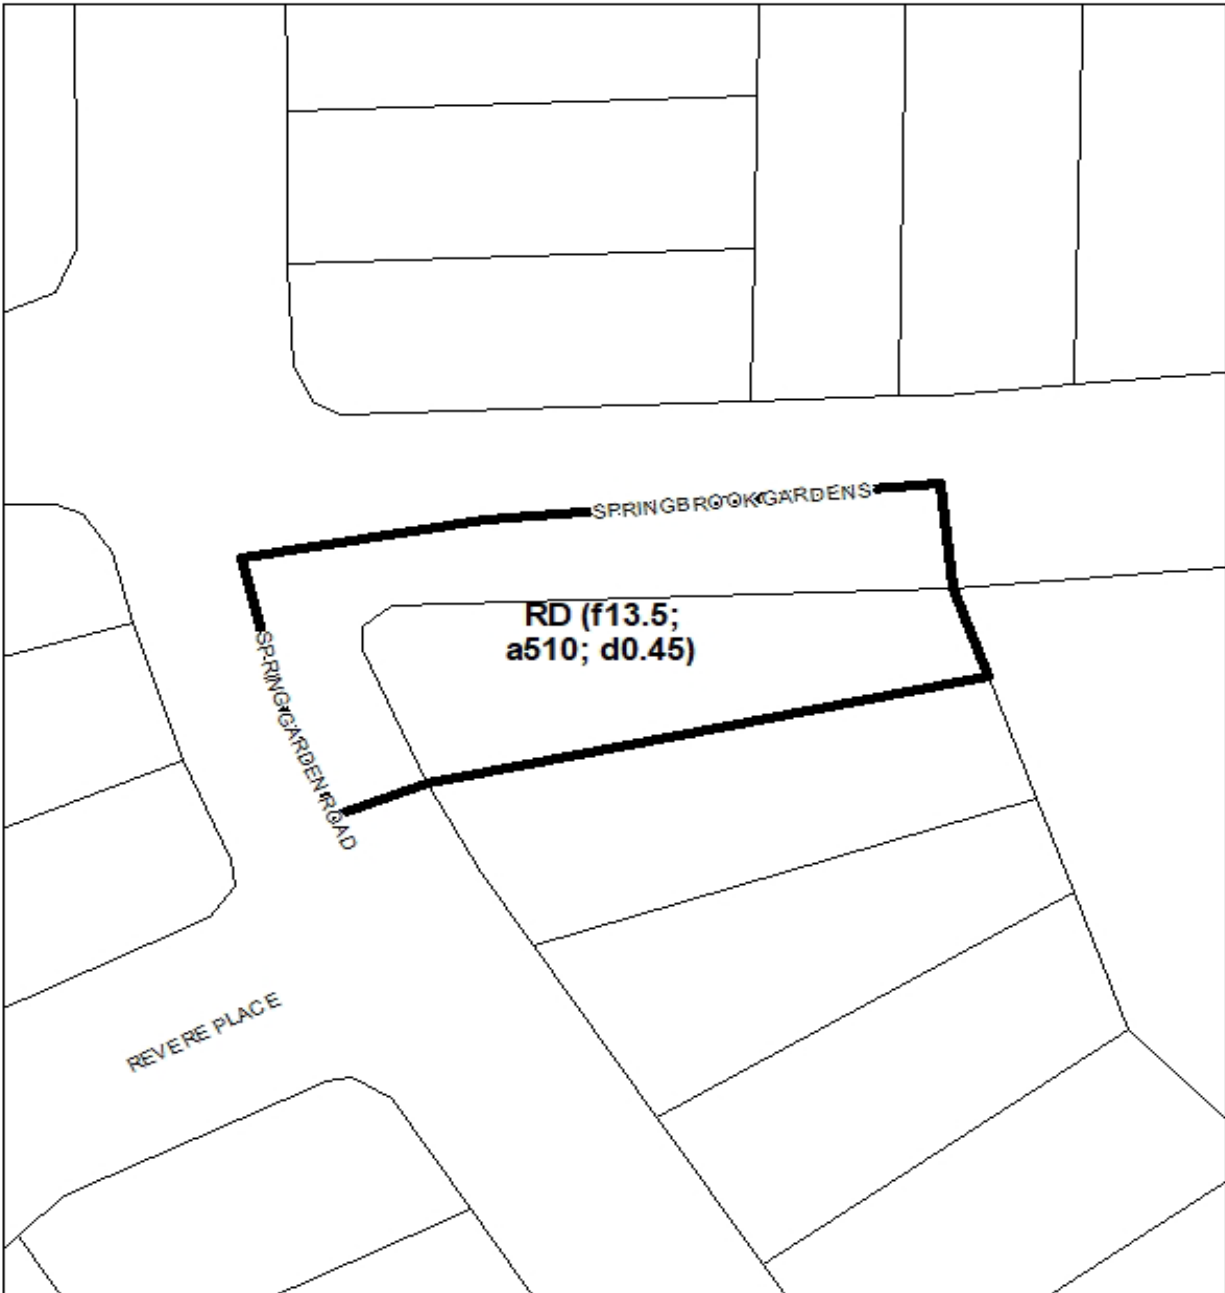 SPRINGBROOK GARDENS
RD (f13.5;
a510; d0.45)
SPRING GARDEN ROAD
REVERE PLACE